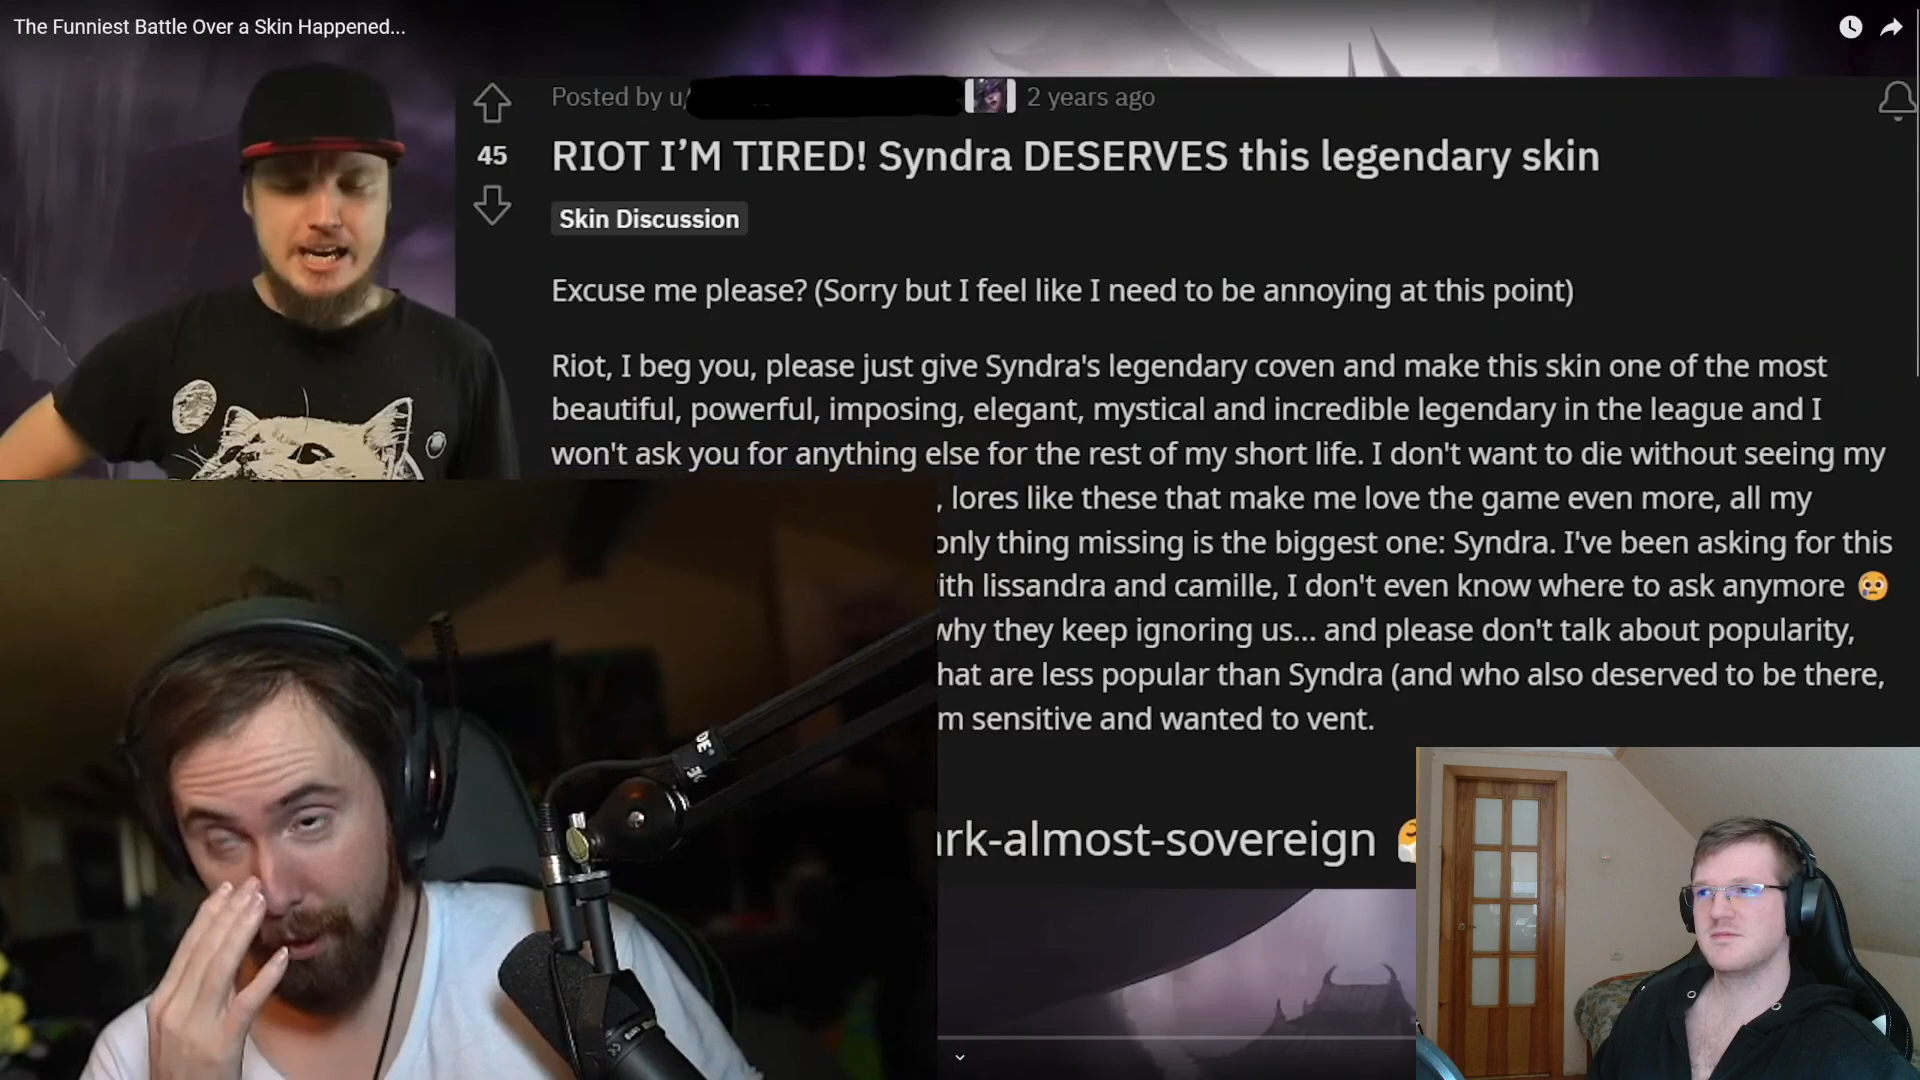 The Funniest Battle Over a Skin Happened...
Posted by u/ 2 years ago
45
RIOT I’M TIRED! Syndra DESERVES this legendary skin
Skin Discussion
Excuse me please? (Sorry but I feel like I need to be annoying at this point)
Riot, I beg you, please just give Syndra's legendary coven and make this skin one of the most
beautiful, powerful, imposing, elegant, mystical and incredible legendary in the league and I
won't ask you for anything else for the rest of my short life. I don't want to die without seeing my
, lores like these that make me love the game even more, all my
only thing missing is the biggest one: Syndra. I've been asking for this
ith lissandra and camille, I don't even know where to ask anymore 😢
why they keep ignoring us... and please don't talk about popularity,
hat are less popular than Syndra (and who also deserved to be there,
m sensitive and wanted to vent.
rk-almost-sovereign